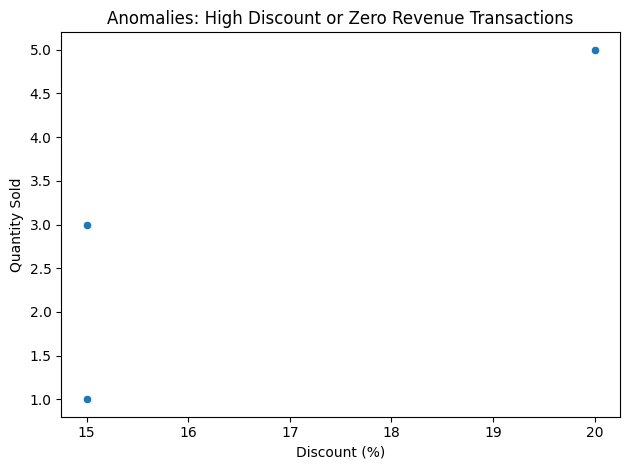 Anomalies: High Discount or Zero Revenue Transactions
5.0
4.5
4.0
3.5
3.0
2.5
2.0
1.5
1.0
Quantity Sold
15 16 17 18 19 20
Discount (%)